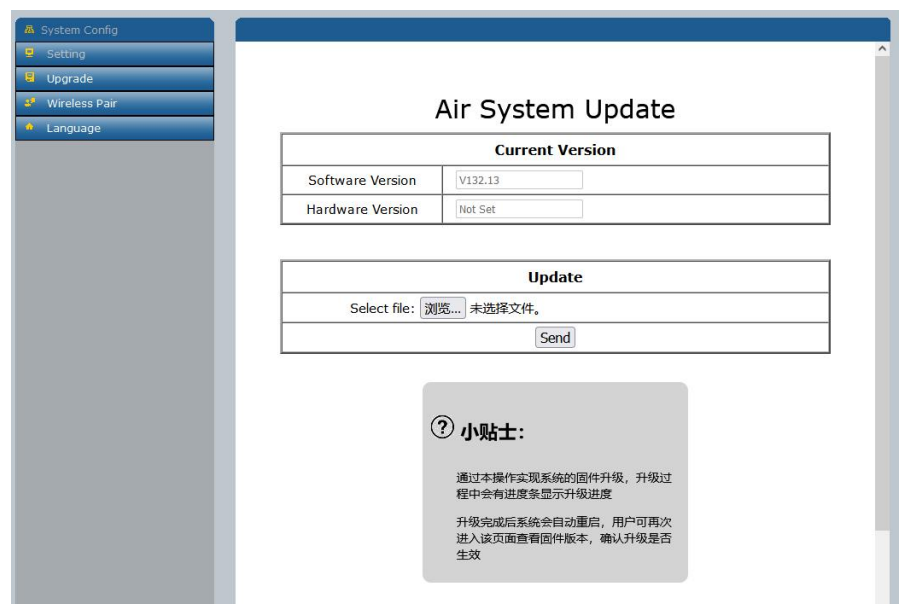 System Config
Setting
Upgrade
Wireless Pair
Language
Air System Update
Current Version
Software Version V132.13
Hardware Version Not Set
Update
Select file: 浏览... 未选择文件。
Send
? 小贴士：
通过本操作实现系统的固件升级，升级过
程中会有进度条显示升级进度
升级完成后系统会自动重启，用户可再次
进入该页面查看固件版本，确认升级是否
生效